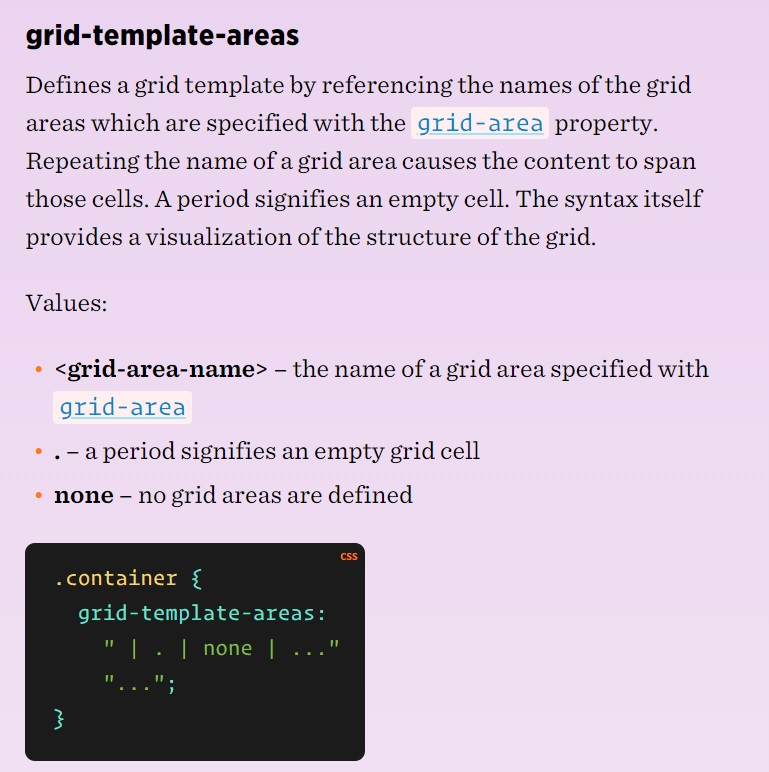 grid-template-areas
Defines a grid template by referencing the names of the grid
areas which are specified with the grid-area property.
Repeating the name of a grid area causes the content to span
those cells. A period signifies an empty cell. The syntax itself
provides a visualization of the structure of the grid.
Values:
• <grid-area-name> – the name of a grid area specified with
grid-area
• . – a period signifies an empty grid cell
• none – no grid areas are defined
CSS
.container {
  grid-template-areas:
    " | . | none | ..."
    "...";
}